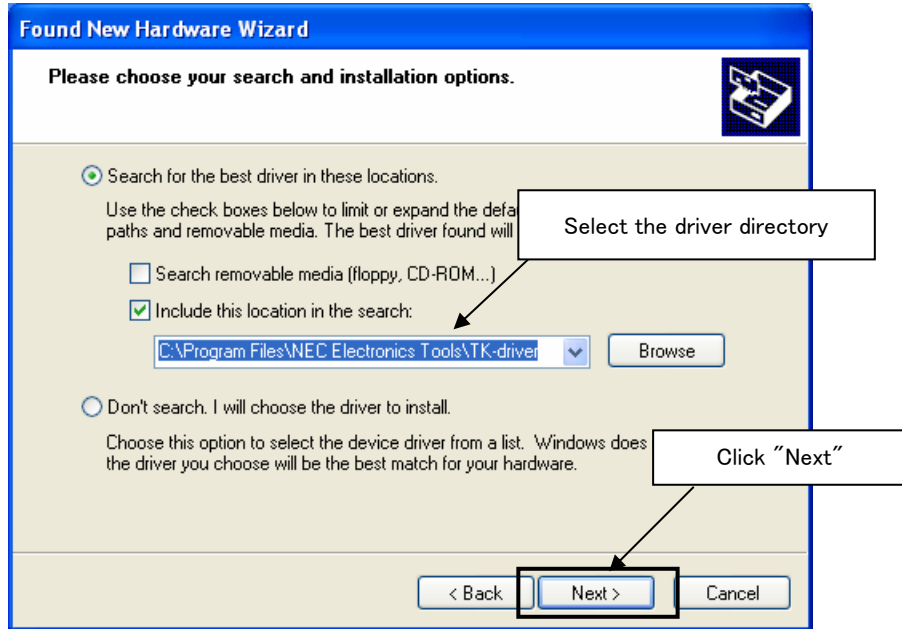 Found New Hardware Wizard
Please choose your search and installation options.
Search for the best driver in these locations.
Use the check boxes below to limit or expand the
paths and removable media. The best driver found will
Select the driver directory
Search removable media (floppy, CD-ROM...)
Include this location in the search:
C:\Program Files\NEC Electronics Tools\TK-driver
Browse
Don't search. I will choose the driver to install.
Choose this option to select the device driver from a list. Windows does
the driver you choose will be the best match for your hardware.
Click "Next"
< Back
Next >
Cancel